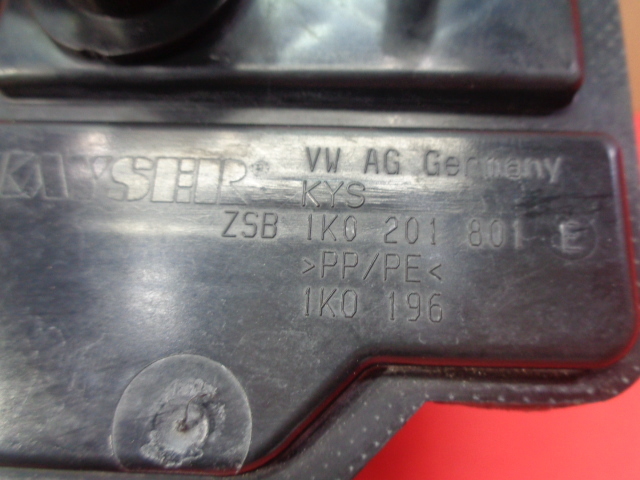 KAYSER® VW AG Germany
KYS
ZSB 1K0 201 801 E
>PP/PE<
1K0 196